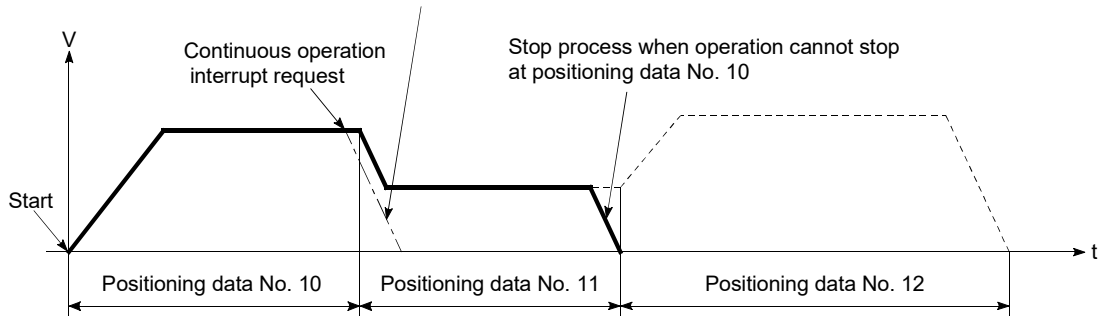 V
Continuous operation
interrupt request
Stop process when operation cannot stop
at positioning data No. 10
Start
t
Positioning data No. 10
Positioning data No. 11
Positioning data No. 12